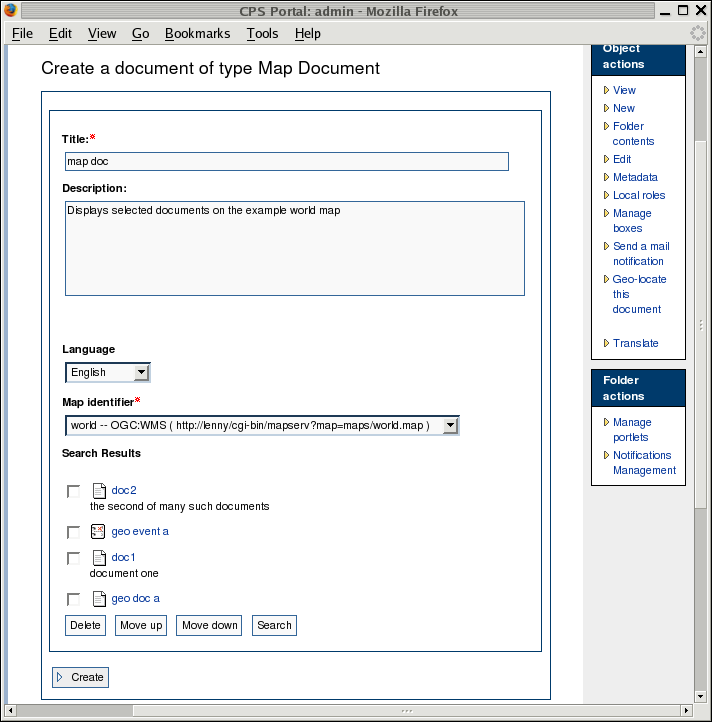 CPS Portal: admin - Mozilla Firefox
File Edit View Go Bookmarks Tools Help
Create a document of type Map Document
Title:*
map doc
Description:
Displays selected documents on the example world map
Language
English
Map identifier*
world -- OGC:WMS ( http://lenny/cgi-bin/mapserv?map=maps/world.map )
Search Results
doc2
the second of many such documents
geo event a
doc1
document one
geo doc a
Delete Move up Move down Search
Create
Object
actions
View
New
Folder
contents
Edit
Metadata
Local roles
Manage
boxes
Send a mail
notification
Geo-locate
this
document
Translate
Folder
actions
Manage
portlets
Notifications
Management